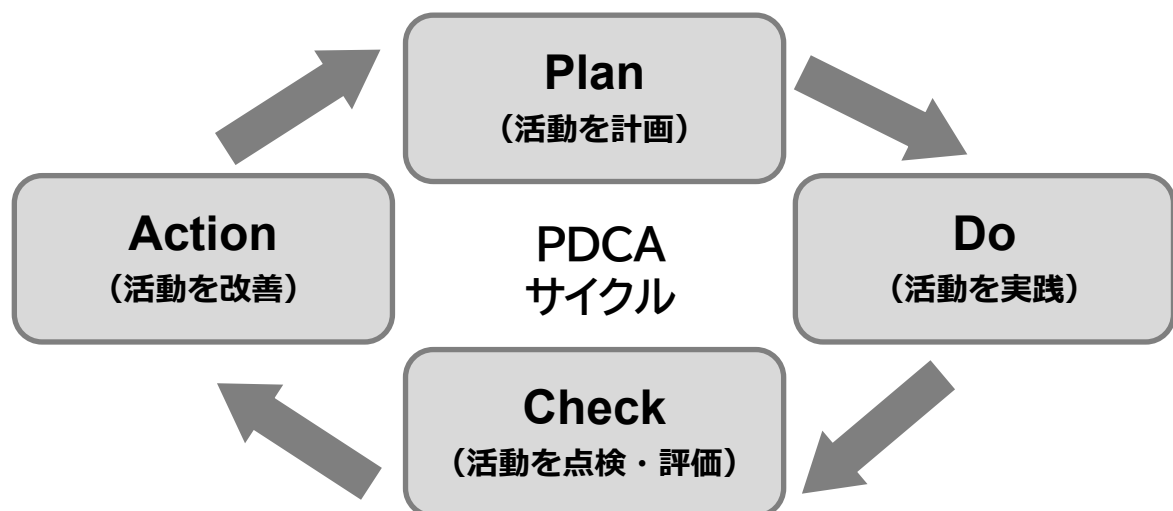 Plan
（活動を計画）
Action
（活動を改善）
PDCA
サイクル
Do
（活動を実践）
Check
（活動を点検・評価）